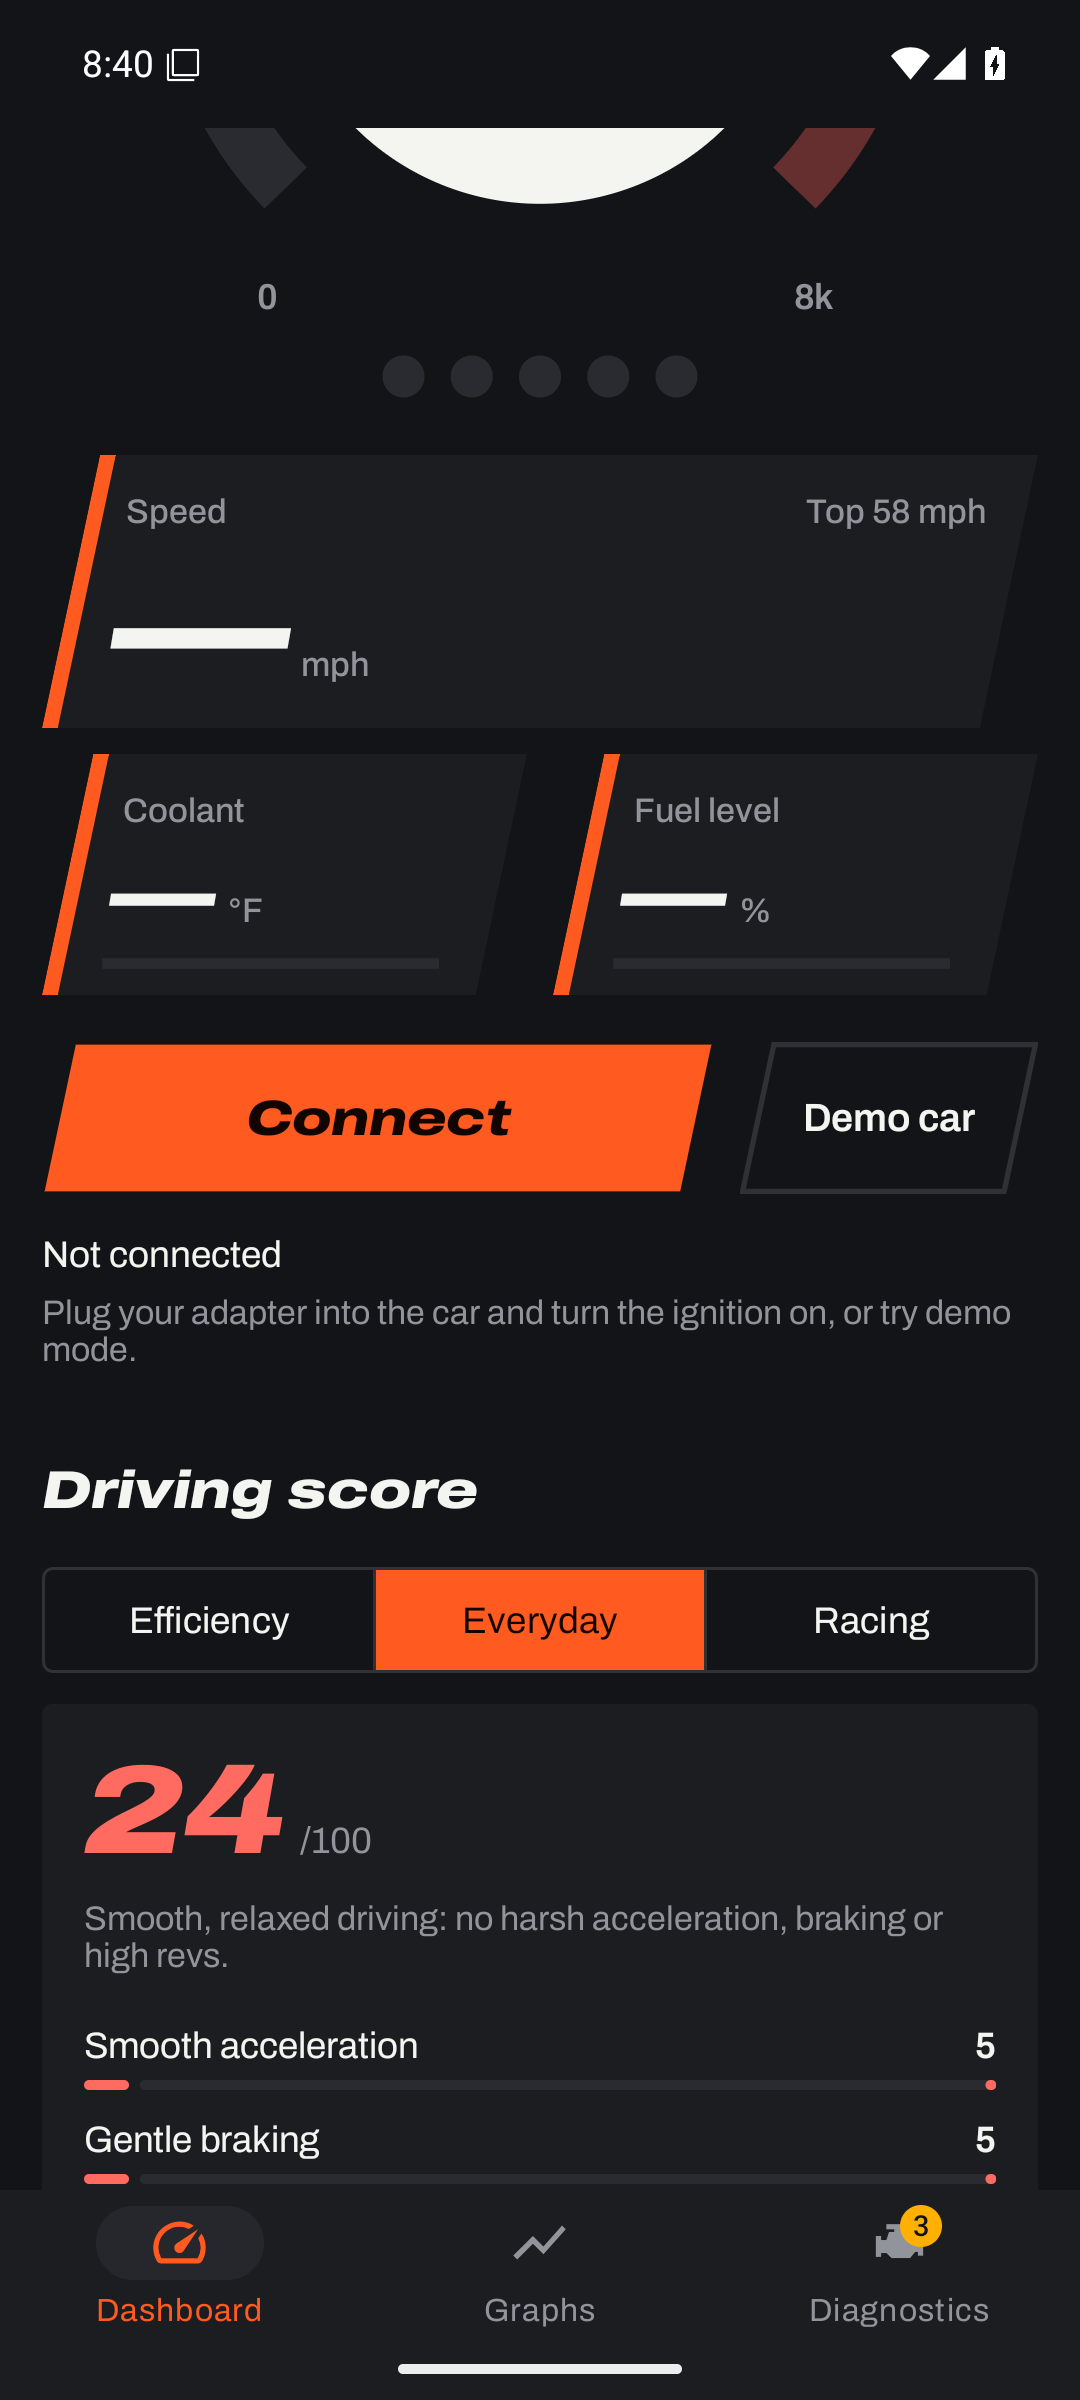 8:40
0
8k
Speed
Top 58 mph
mph
Coolant
°F
Fuel level
%
Connect
Demo car
Not connected
Plug your adapter into the car and turn the ignition on, or try demo
mode.
Driving score
Efficiency
Everyday
Racing
24 /100
Smooth, relaxed driving: no harsh acceleration, braking or
high revs.
Smooth acceleration 5
Gentle braking 5
3
Dashboard
Graphs
Diagnostics